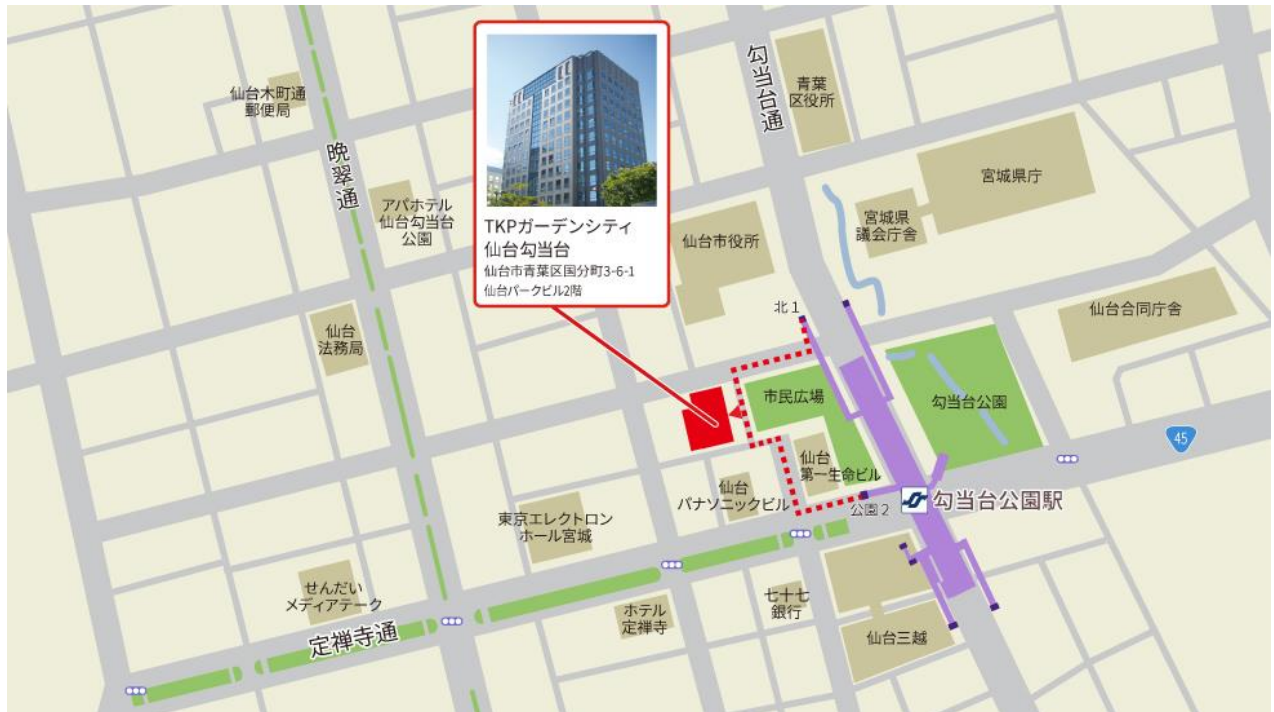 仙台木町通
郵便局
晩翠通
アパホテル
仙台勾当台
公園
TKPガーデンシティ
仙台勾当台
仙台市青葉区国分町3-6-1
仙台パークビル2階
勾当台通
青葉
区役所
宮城県庁
宮城県
議会庁舎
仙台市役所
北1
仙台合同庁舎
仙台
法務局
市民広場
勾当台公園
45
仙台
第一生命ビル
仙台
パナソニックビル
公園2
勾当台公園駅
東京エレクトロン
ホール宮城
せんだい
メディアテーク
定禅寺通
ホテル
定禅寺
七十七
銀行
仙台三越